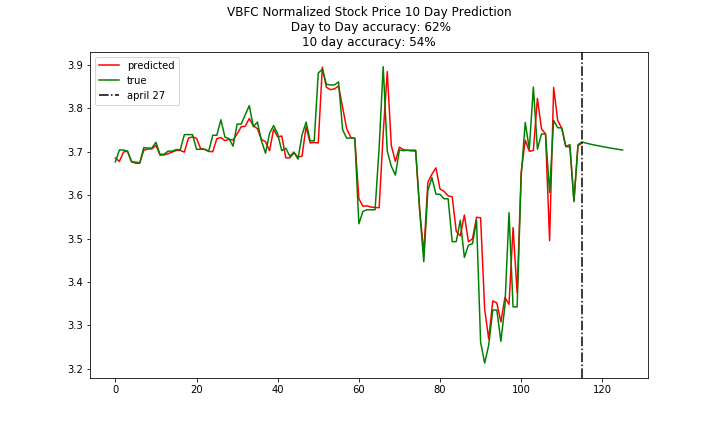 VBFC Normalized Stock Price 10 Day Prediction
Day to Day accuracy: 62%
10 day accuracy: 54%
predicted
true
april 27
3.9
3.8
3.7
3.6
3.5
3.4
3.3
3.2
0 20 40 60 80 100 120